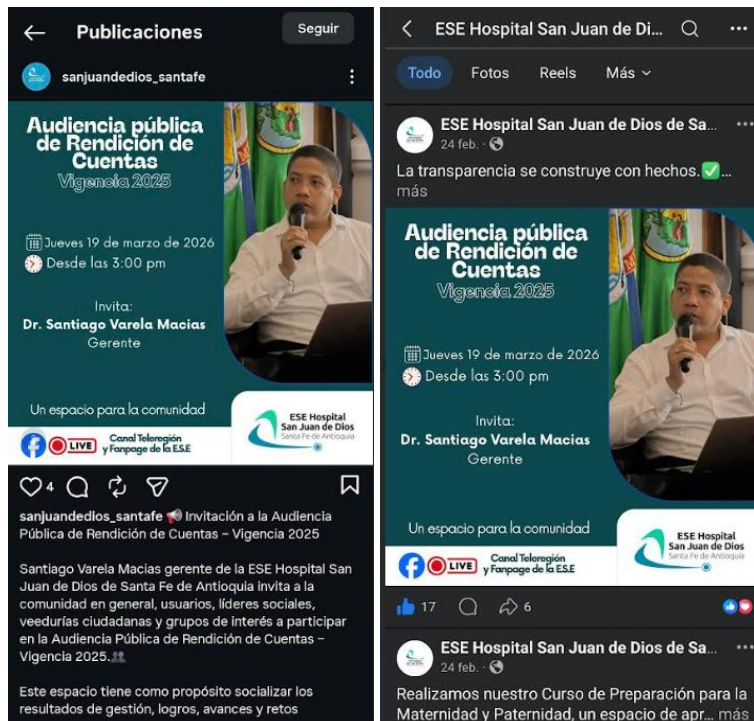 Publicaciones
Seguir
sanjuandedios_santafe
Audiencia pública
de Rendición de
Cuentas
Vigencia 2025
Jueves 19 de marzo de 2026
Desde las 3:00 pm
Invita:
Dr. Santiago Varela Macias
Gerente
Un espacio para la comunidad
LIVE
Canal Teleregión
y Fanpage de la E.S.E
ESE Hospital
San Juan de Dios
Santa Fe de Antioquia
4
sanjuandedios_santafe 📢 Invitación a la Audiencia
Pública de Rendición de Cuentas – Vigencia 2025
Santiago Varela Macias gerente de la ESE Hospital San
Juan de Dios de Santa Fe de Antioquia invita a la
comunidad en general, usuarios, líderes sociales,
veedurías ciudadanas y grupos de interés a participar
en la Audiencia Pública de Rendición de Cuentas –
Vigencia 2025.👥
Este espacio tiene como propósito socializar los
resultados de gestión, logros, avances y retos
ESE Hospital San Juan de Di...
Todo
Fotos
Reels
Más
ESE Hospital San Juan de Dios de Sa...
24 feb. ·
La transparencia se construye con hechos.✅...
más
Audiencia pública
de Rendición de
Cuentas
Vigencia 2025
Jueves 19 de marzo de 2026
Desde las 3:00 pm
Invita:
Dr. Santiago Varela Macias
Gerente
Un espacio para la comunidad
LIVE
Canal Teleregión
y Fanpage de la E.S.E
ESE Hospital
San Juan de Dios
Santa Fe de Antioquia
17
6
ESE Hospital San Juan de Dios de Sa...
24 feb. ·
Realizamos nuestro Curso de Preparación para la
Maternidad y Paternidad, un espacio de apr... más